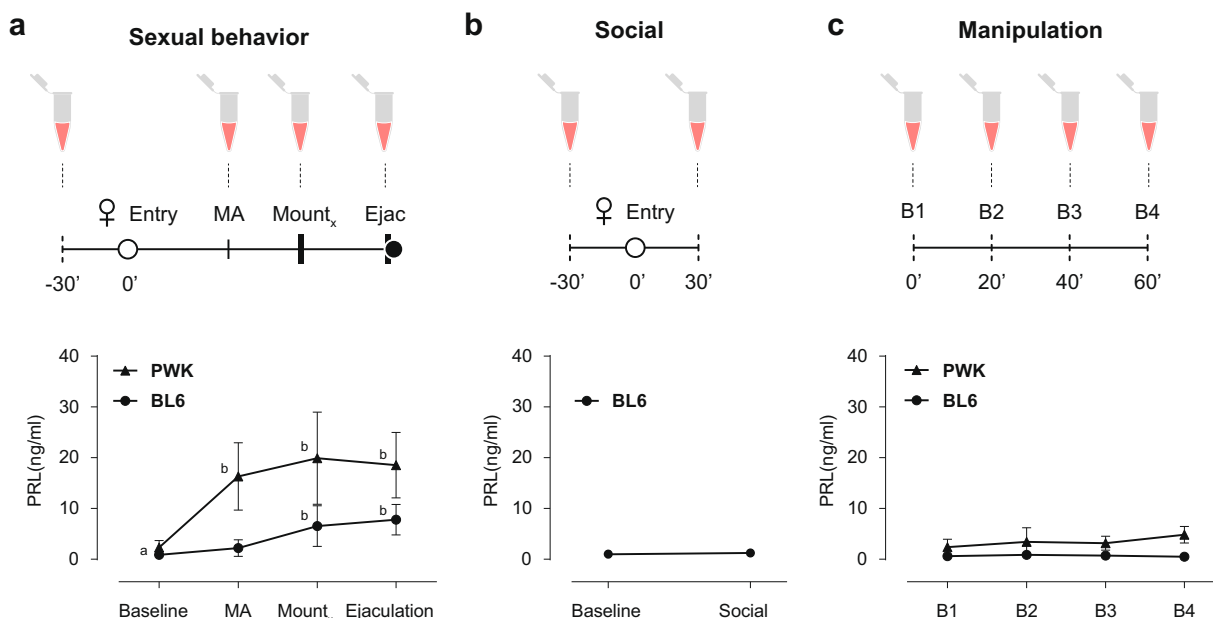 a
Sexual behavior
♀ Entry MA Mountx Ejac
-30' 0'
40
30
20
10
0
PRL(ng/ml)
PWK
BL6
a b b b b b
Baseline MA Mount Ejaculation
b
Social
♀ Entry
-30' 0' 30'
40
30
20
10
0
PRL(ng/ml)
BL6
Baseline Social
c
Manipulation
B1 B2 B3 B4
0' 20' 40' 60'
40
30
20
10
0
PRL(ng/ml)
PWK
BL6
B1 B2 B3 B4